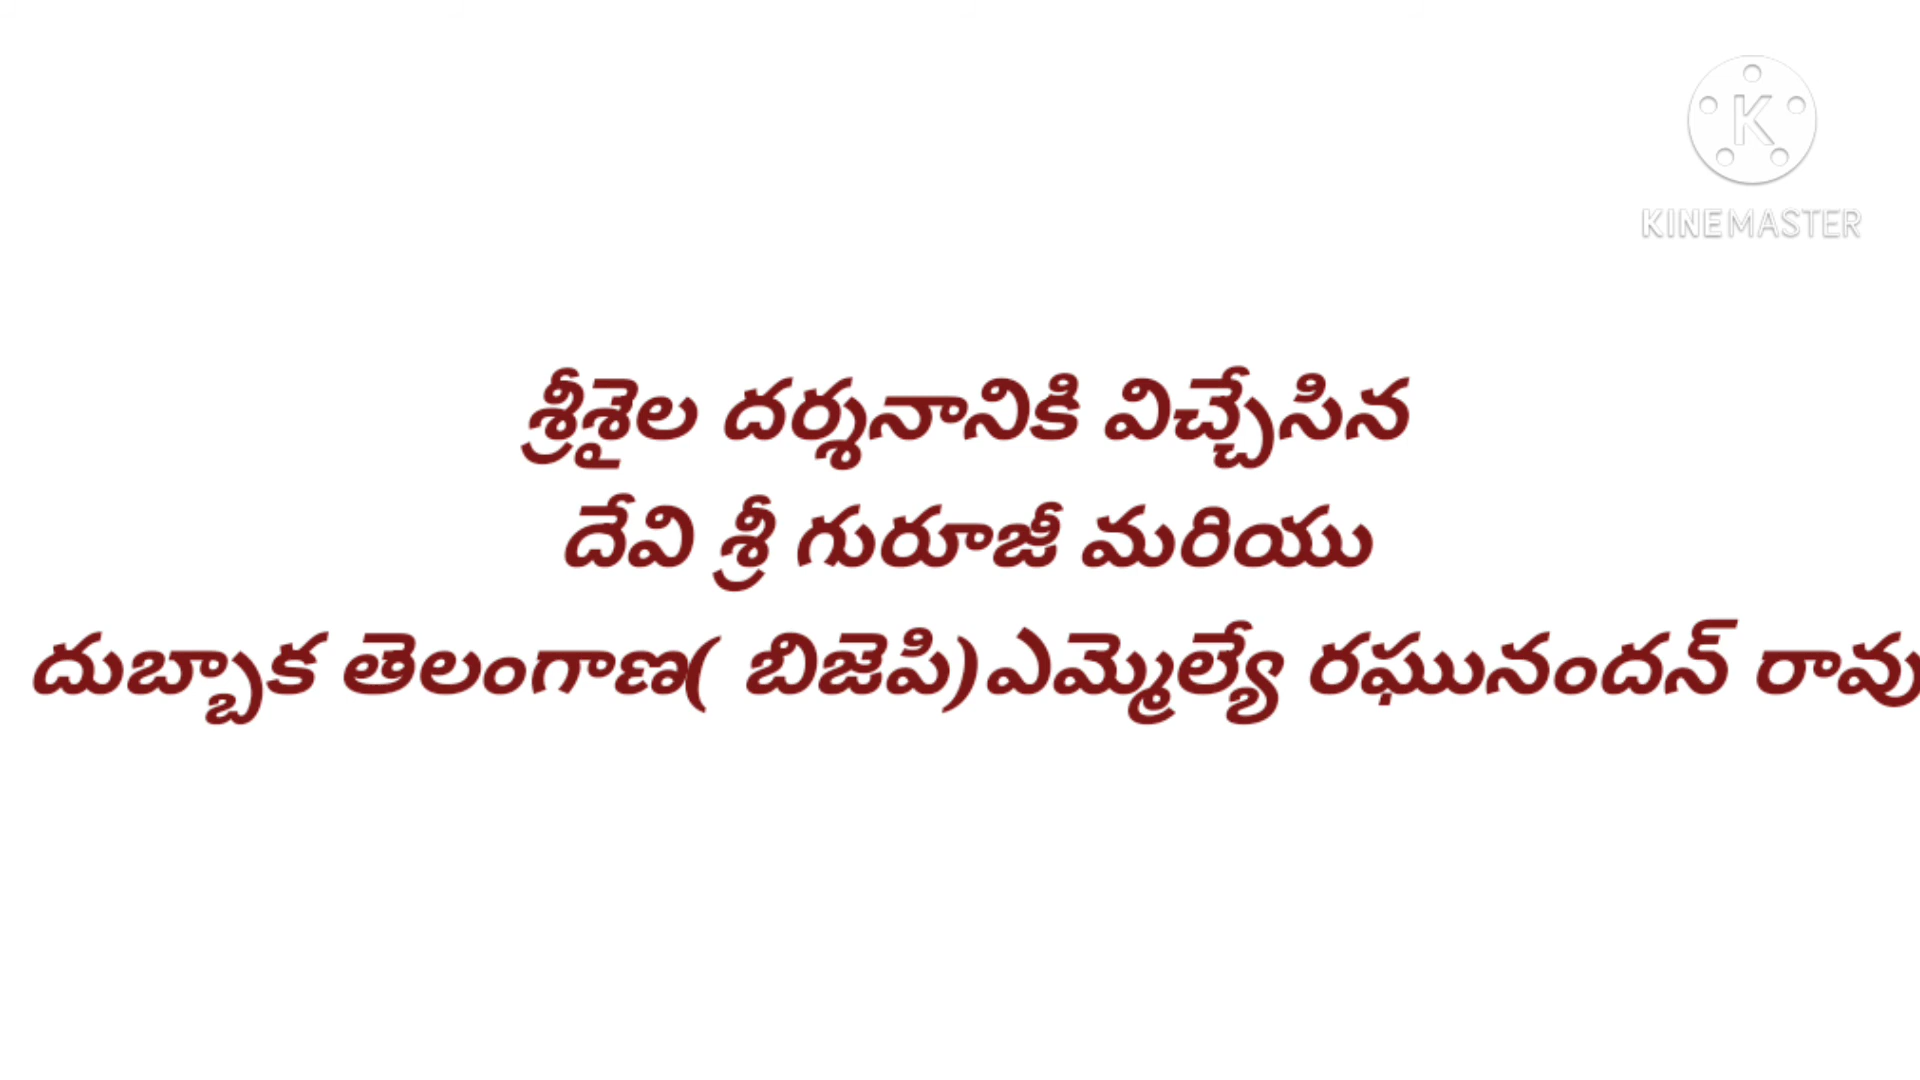 KINEMASTER
శ్రీశైల దర్శనానికి విచ్చేసిన
దేవి శ్రీ గురూజీ మరియు
దుబ్బాక తెలంగాణ( బిజెపి)ఎమ్మెల్యే రఘునందన్ రావు